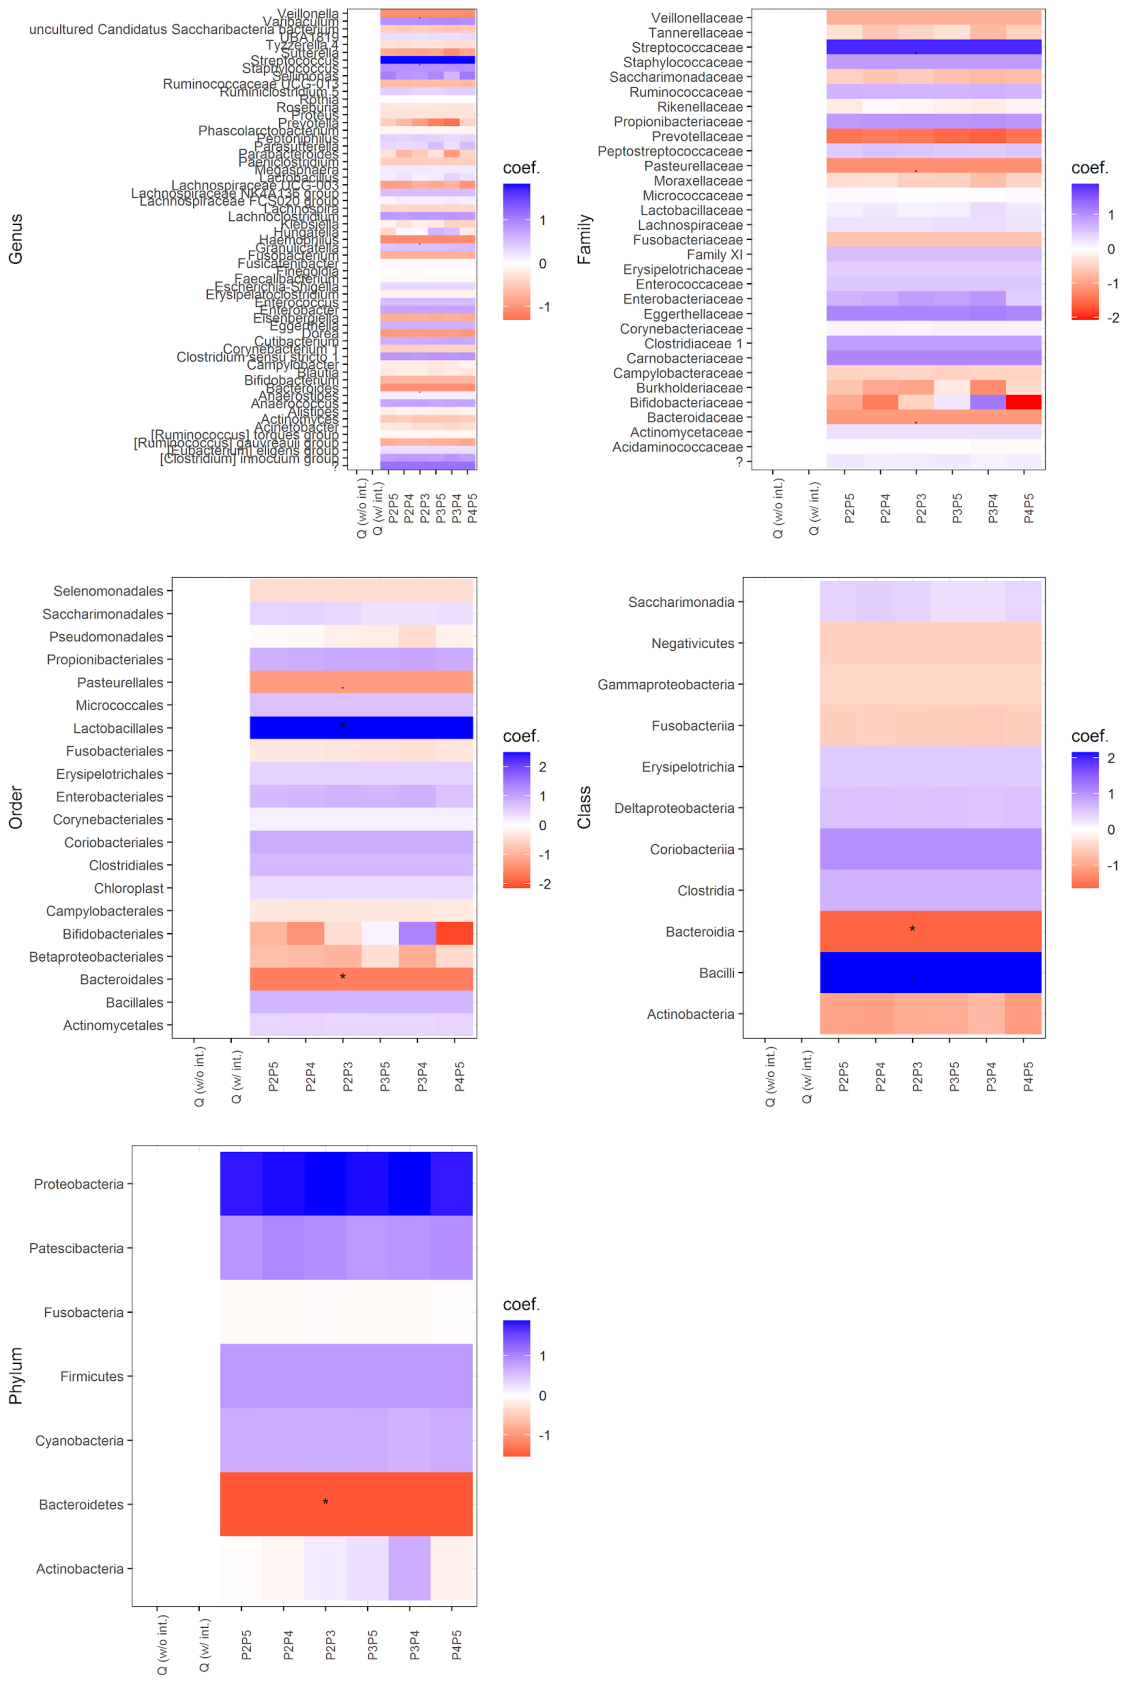 Genus
Veillonella
Varibaculum
uncultured Candidatus Saccharibacteria bacterium
UBA1819
Tyzzerella 4
Sutterella
Streptococcus
Staphylococcus
Sellimonas
Ruminococcaceae UCG-013
Ruminiclostridium 5
Rothia
Roseburia
Proteus
Prevotella
Phascolarctobacterium
Peptoniphilus
Parasutterella
Parabacteroides
Paeniclostridium
Megasphaera
Lactobacillus
Lachnospiraceae UCG-003
Lachnospiraceae NK4A136 group
Lachnospiraceae FCS020 group
Lachnospira
Lachnoclostridium
Klebsiella
Hungatella
Haemophilus
Granulicatella
Fusobacterium
Fusicatenibacter
Finegoldia
Faecalibacterium
Escherichia-Shigella
Erysipelatoclostridium
Enterococcus
Enterobacter
Eisenbergiella
Eggerthella
Dorea
Cutibacterium
Corynebacterium 1
Clostridium sensu stricto 1
Campylobacter
Blautia
Bifidobacterium
Bacteroides
Anaerostipes
Anaerococcus
Alistipes
Actinomyces
Acinetobacter
[Ruminococcus] torques group
[Ruminococcus] gauvreauii group
[Eubacterium] eligens group
[Clostridium] innocuum group
?
Q (w/o int.)
Q (w/ int.)
P2P5
P2P4
P2P3
P3P5
P3P4
P4P5
coef.
1
0
-1
Family
Veillonellaceae
Tannerellaceae
Streptococcaceae
Staphylococcaceae
Saccharimonadaceae
Ruminococcaceae
Rikenellaceae
Propionibacteriaceae
Prevotellaceae
Peptostreptococcaceae
Pasteurellaceae
Moraxellaceae
Micrococcaceae
Lactobacillaceae
Lachnospiraceae
Fusobacteriaceae
Family XI
Erysipelotrichaceae
Enterococcaceae
Enterobacteriaceae
Eggerthellaceae
Corynebacteriaceae
Clostridiaceae 1
Carnobacteriaceae
Campylobacteraceae
Burkholderiaceae
Bifidobacteriaceae
Bacteroidaceae
Actinomycetaceae
Acidaminococcaceae
?
Q (w/o int.)
Q (w/ int.)
P2P5
P2P4
P2P3
P3P5
P3P4
P4P5
coef.
1
0
-1
-2
Order
Selenomonadales
Saccharimonadales
Pseudomonadales
Propionibacteriales
Pasteurellales
Micrococcales
Lactobacillales
*
Fusobacteriales
Erysipelotrichales
Enterobacteriales
Corynebacteriales
Coriobacteriales
Clostridiales
Chloroplast
Campylobacterales
Bifidobacteriales
Betaproteobacteriales
Bacteroidales
*
Bacillales
Actinomycetales
Q (w/o int.)
Q (w/ int.)
P2P5
P2P4
P2P3
P3P5
P3P4
P4P5
coef.
2
1
0
-1
-2
Class
Saccharimonadia
Negativicutes
Gammaproteobacteria
Fusobacteriia
Erysipelotrichia
Deltaproteobacteria
Coriobacteriia
Clostridia
Bacteroidia
*
Bacilli
Actinobacteria
Q (w/o int.)
Q (w/ int.)
P2P5
P2P4
P2P3
P3P5
P3P4
P4P5
coef.
2
1
0
-1
Phylum
Proteobacteria
Patescibacteria
Fusobacteria
Firmicutes
Cyanobacteria
Bacteroidetes
*
Actinobacteria
Q (w/o int.)
Q (w/ int.)
P2P5
P2P4
P2P3
P3P5
P3P4
P4P5
coef.
1
0
-1